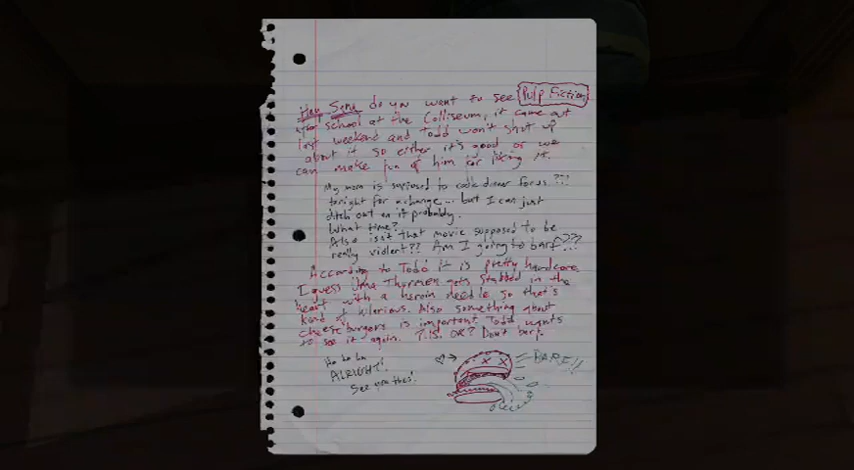 Hey Sam, do you want to see Pulp Fiction
after school at the Colliseum, it came out
last weekend and Todd won't shut up
about it so either it's good or we
can make fun of him for liking it.
My mom is supposed to cook dinner for us ???
tonight for a change... but I can just
ditch out on it probably.
What time?
Also isn't that movie supposed to be
really violent?? Am I going to barf???
According to Todd it is pretty hardcore.
I guess Uma Thurman gets stabbed in the
heart with a heroin needle, so that's
kind of hilarious. Also something about
cheeseburgers is important. Todd wants
to see it again. 7:15. OK? Don't barf.
Ha ha ha
ALRIGHT!
See you then!
BARF!!